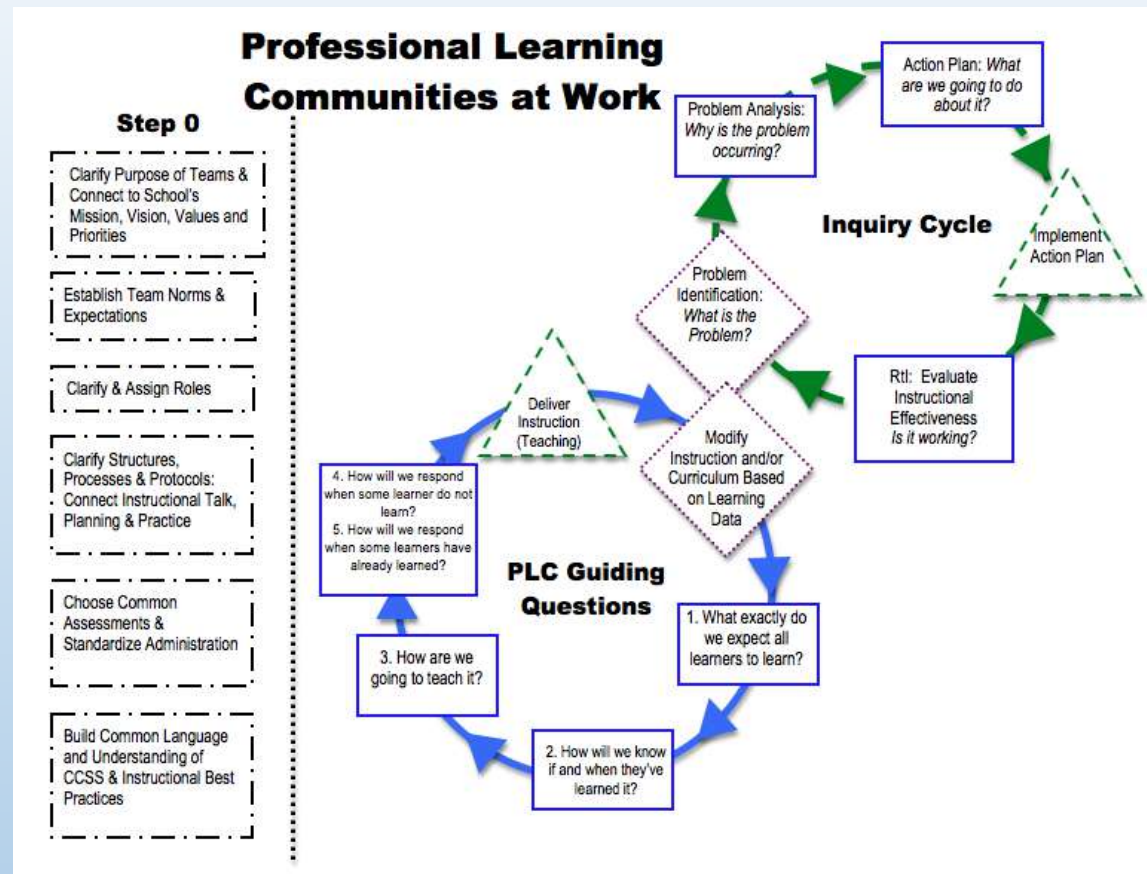 Professional Learning
Communities at Work
Step 0
Clarify Purpose of Teams &
Connect to School's
Mission, Vision, Values and
Priorities
Establish Team Norms &
Expectations
Clarify & Assign Roles
Clarify Structures,
Processes & Protocols:
Connect Instructional Talk,
Planning & Practice
Choose Common
Assessments &
Standardize Administration
Build Common Language
and Understanding of
CCSS & Instructional Best
Practices
Problem Analysis:
Why is the problem
occurring?
Action Plan: What
are we going to do
about it?
Inquiry Cycle
Implement
Action Plan
Problem
Identification:
What is the
Problem?
RtI: Evaluate
Instructional
Effectiveness
Is it working?
Deliver
Instruction
(Teaching)
Modify
Instruction and/or
Curriculum Based
on Learning
Data
4. How will we respond
when some learner do not
learn?
5. How will we respond
when some learners have
already learned?
PLC Guiding
Questions
1. What exactly do
we expect all
learners to learn?
3. How are we
going to teach it?
2. How will we know
if and when they've
learned it?